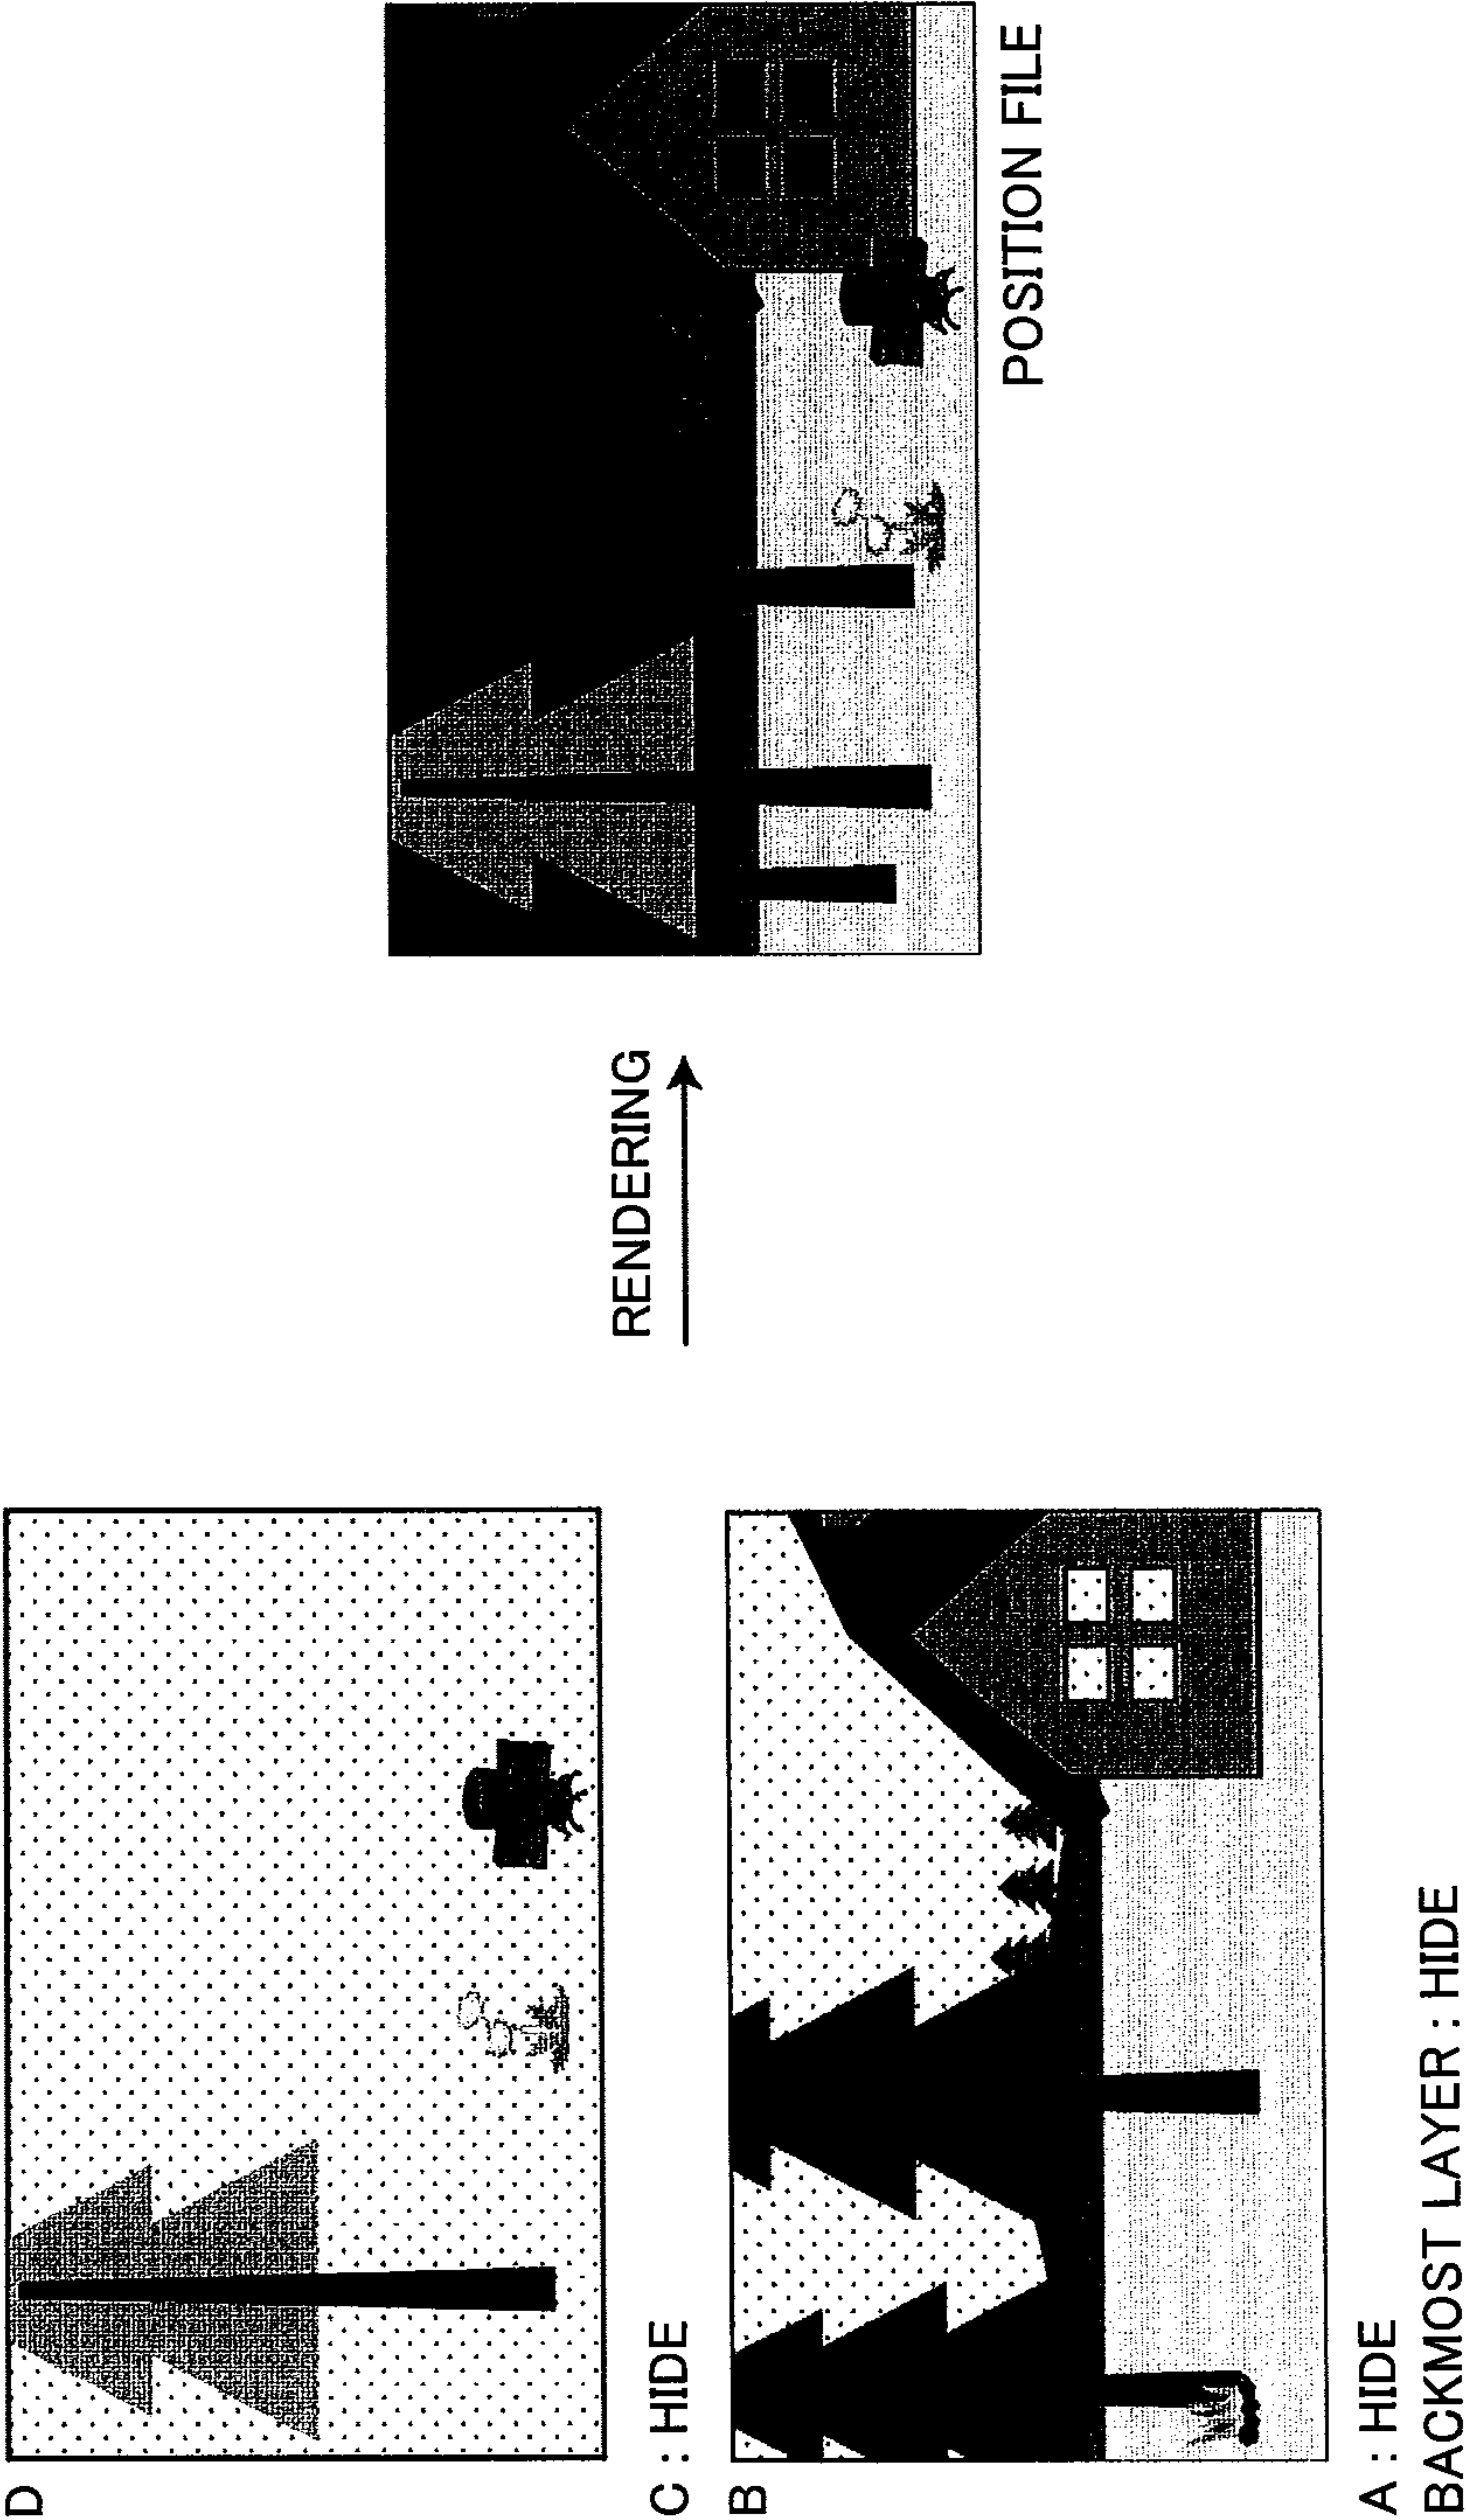 D
C : HIDE
B
A : HIDE
BACKMOST LAYER : HIDE
RENDERING
POSITION FILE